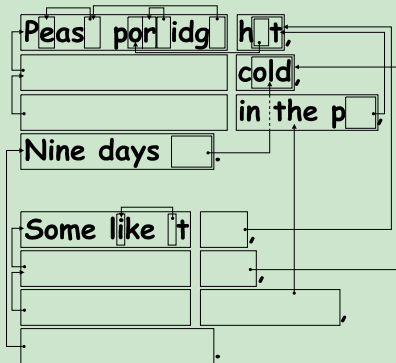 Peas por idg h t,
cold,
in the p ,
Nine days .
Some like t ,
,
,
.